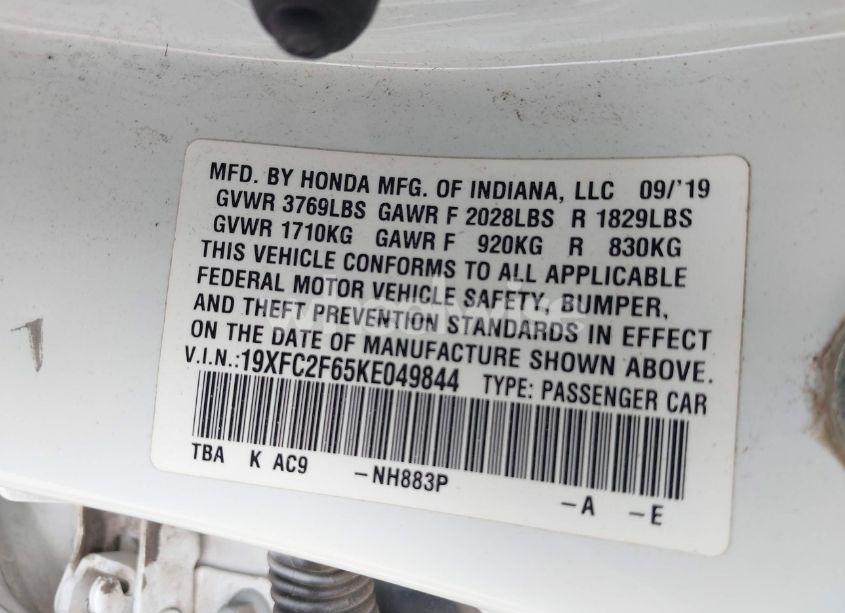 MFD. BY HONDA MFG. OF INDIANA, LLC 09/'19
GVWR 3769LBS GAWR F 2028LBS R 1829LBS
GVWR 1710KG GAWR F 920KG R 830KG
THIS VEHICLE CONFORMS TO ALL APPLICABLE
FEDERAL MOTOR VEHICLE SAFETY, BUMPER,
AND THEFT PREVENTION STANDARDS IN EFFECT
ON THE DATE OF MANUFACTURE SHOWN ABOVE.
V.I.N.:19XFC2F65KE049844 TYPE: PASSENGER CAR
TBA K AC9 -NH883P -A -E